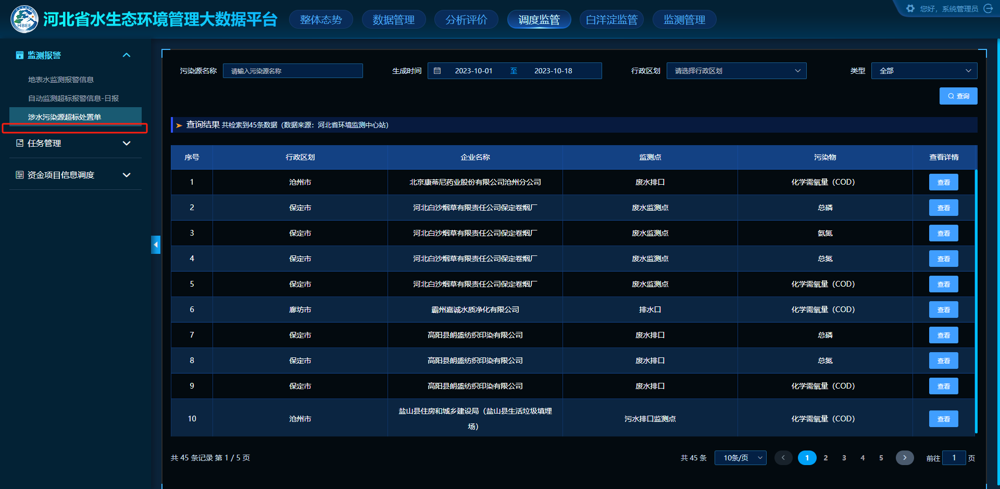 HBEE
河北省水生态环境管理大数据平台
整体态势 数据管理 分析评价 调度监管 白洋淀监管 监测管理
您好，系统管理员
监测报警
地表水监测报警信息
自动监测超标报警信息-日报
涉水污染源超标处置单
任务管理
资金项目信息调度
污染源名称 请输入污染源名称 生成时间 2023-10-01 至 2023-10-18 行政区划 请选择行政区划 类型 全部
查询
查询结果 共检索到45条数据（数据来源：河北省环境监测中心站）
序号 行政区划 企业名称 监测点 污染物 查看详情
1 沧州市 北京康蒂尼药业股份有限公司沧州分公司 废水排口 化学需氧量（COD） 查看
2 保定市 河北白沙烟草有限责任公司保定卷烟厂 废水监测点 总磷 查看
3 保定市 河北白沙烟草有限责任公司保定卷烟厂 废水监测点 氨氮 查看
4 保定市 河北白沙烟草有限责任公司保定卷烟厂 废水监测点 总氮 查看
5 保定市 河北白沙烟草有限责任公司保定卷烟厂 废水监测点 化学需氧量（COD） 查看
6 廊坊市 霸州嘉诚水质净化有限公司 排水口 化学需氧量（COD） 查看
7 保定市 高阳县朗盛纺织印染有限公司 废水排口 总磷 查看
8 保定市 高阳县朗盛纺织印染有限公司 废水排口 总氮 查看
9 保定市 高阳县朗盛纺织印染有限公司 废水排口 化学需氧量（COD） 查看
10 沧州市 盐山县住房和城乡建设局（盐山县生活垃圾填埋
场） 污水排口监测点 化学需氧量（COD） 查看
共 45 条记录 第 1 / 5 页
共 45 条 10条/页 1 2 3 4 5 前往 1 页